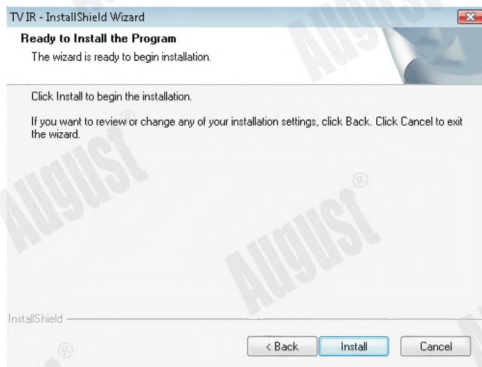 TV IR - InstallShield Wizard
Ready to Install the Program
The wizard is ready to begin installation.
Click Install to begin the installation.
If you want to review or change any of your installation settings, click Back. Click Cancel to exit
the wizard.
August®
August®
August
August®
InstallShield
< Back
Install
Cancel